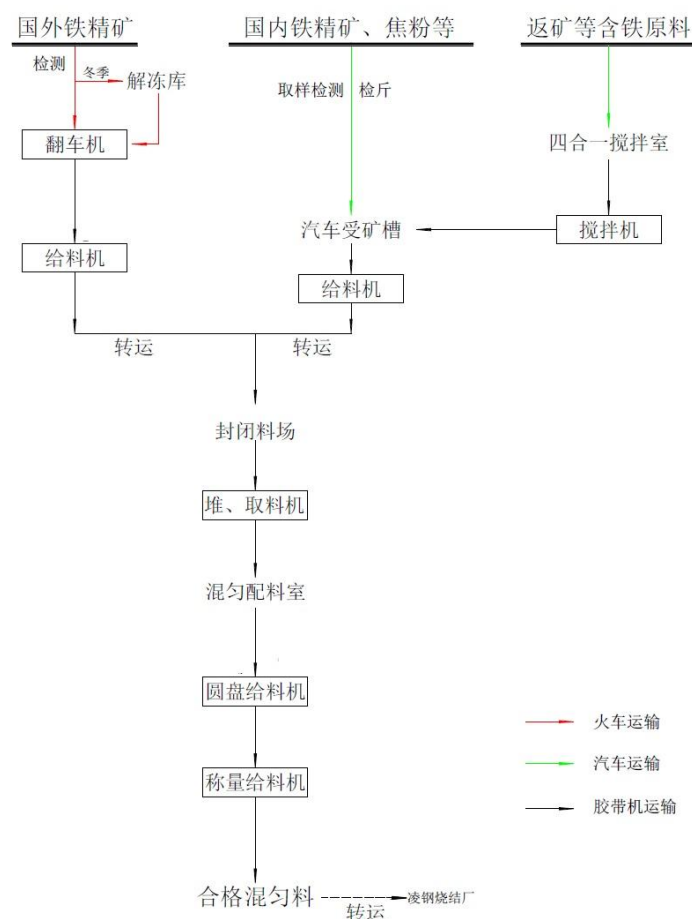 国外铁精矿
国内铁精矿、焦粉等
返矿等含铁原料
检测
冬季
解冻库
取样检测
检斤
翻车机
四合一搅拌室
汽车受矿槽
搅拌机
给料机
给料机
转运
转运
封闭料场
堆、取料机
混匀配料室
圆盘给料机
称量给料机
合格混匀料
转运
凌钢烧结厂
火车运输
汽车运输
胶带机运输